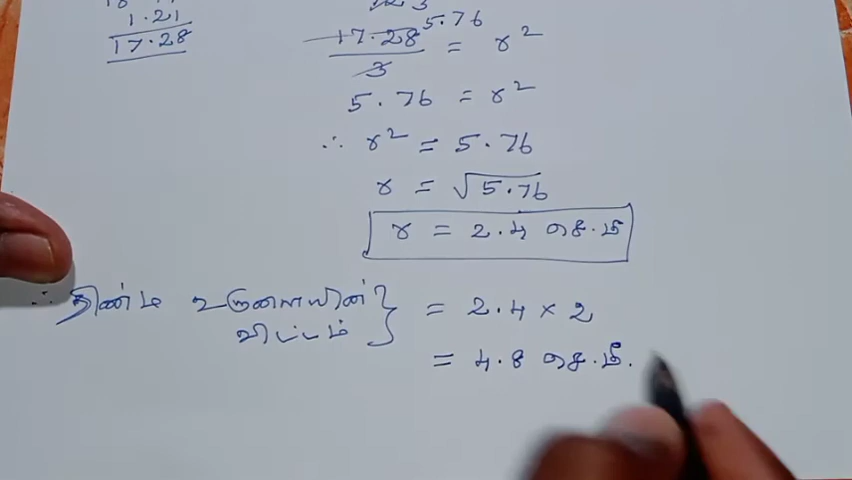 1.21
17.28
5.76
17.28 / 3 = r²
5.76 = r²
∴ r² = 5.76
r = √5.76
r = 2.4 செ.மீ
∴ திண்ம உருளையின் } = 2.4 × 2
விட்டம்
= 4.8 செ.மீ.